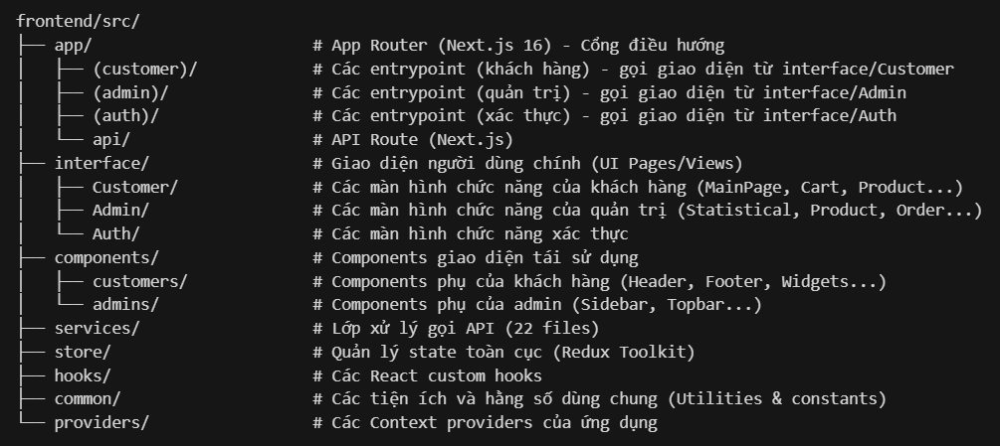 frontend/src/
├── app/                       # App Router (Next.js 16) - Cổng điều hướng
│   ├── (customer)/            # Các entrypoint (khách hàng) - gọi giao diện từ interface/Customer
│   ├── (admin)/               # Các entrypoint (quản trị) - gọi giao diện từ interface/Admin
│   ├── (auth)/                # Các entrypoint (xác thực) - gọi giao diện từ interface/Auth
│   └── api/                   # API Route (Next.js)
├── interface/                 # Giao diện người dùng chính (UI Pages/Views)
│   ├── Customer/              # Các màn hình chức năng của khách hàng (MainPage, Cart, Product...)
│   ├── Admin/                 # Các màn hình chức năng của quản trị (Statistical, Product, Order...)
│   └── Auth/                  # Các màn hình chức năng xác thực
├── components/                # Components giao diện tái sử dụng
│   ├── customers/             # Components phụ của khách hàng (Header, Footer, Widgets...)
│   └── admins/                # Components phụ của admin (Sidebar, Topbar...)
├── services/                  # Lớp xử lý gọi API (22 files)
├── store/                     # Quản lý state toàn cục (Redux Toolkit)
├── hooks/                     # Các React custom hooks
├── common/                    # Các tiện ích và hằng số dùng chung (Utilities & constants)
└── providers/                 # Các Context providers của ứng dụng